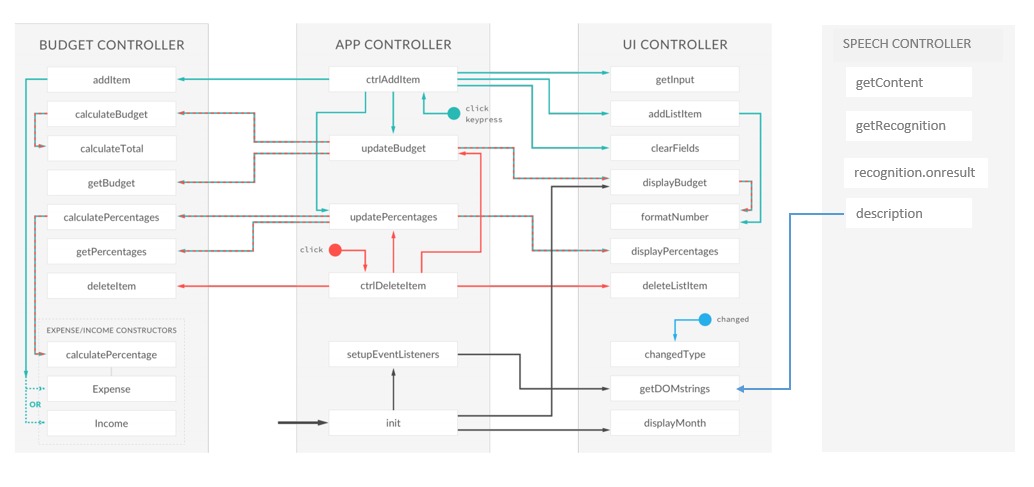 BUDGET CONTROLLER
addItem
calculateBudget
calculateTotal
getBudget
calculatePercentages
getPercentages
deleteItem
EXPENSE/INCOME CONSTRUCTORS
calculatePercentage
Expense
OR
Income
APP CONTROLLER
ctrlAddItem
click
keypress
updateBudget
updatePercentages
click
ctrlDeleteItem
setupEventListeners
init
UI CONTROLLER
getInput
addListItem
clearFields
displayBudget
formatNumber
displayPercentages
deleteListItem
changed
changedType
getDOMstrings
displayMonth
SPEECH CONTROLLER
getContent
getRecognition
recognition.onresult
description